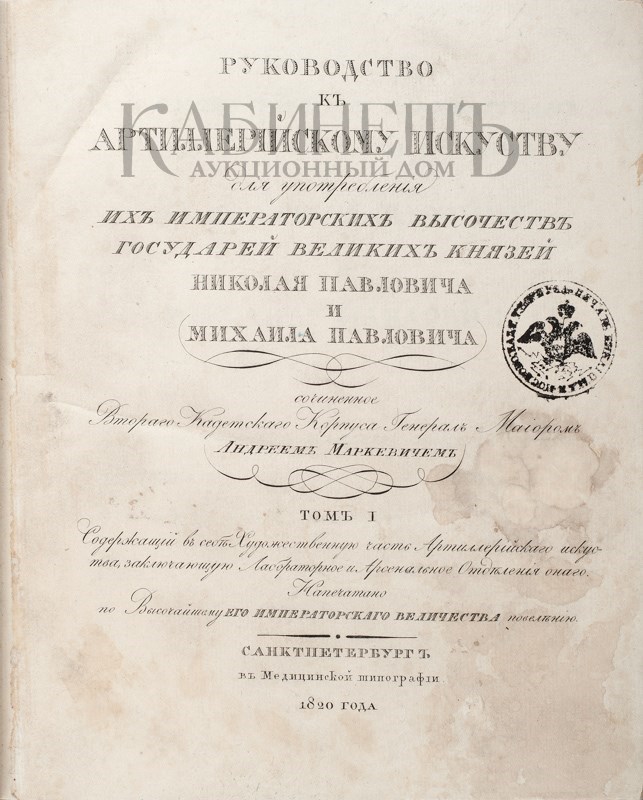 РУКОВОДСТВО
КЪ
АРТИЛЛЕРІЙСКОМУ ИСКУСТВУ
КАБИНЕТЪ
АУКЦИОННЫЙ ДОМ
для употребленія
ИХЪ ИМПЕРАТОРСКИХЪ ВЫСОЧЕСТВЪ
ГОСУДАРЕЙ ВЕЛИКИХЪ КНЯЗЕЙ
НИКОЛАЯ ПАВЛОВИЧА
И
МИХАИЛА ПАВЛОВИЧА
сочиненное
Втораго Кадетскаго Корпуса Генералъ Маіоромъ
АНДРЕЕМЪ МАРКЕВИЧЕМЪ
ТОМЪ I
Содержащій въ себѣ Художественную часть Артиллерійскаго искус-
тва, заключающую Лабораторное и Арсенальное Отдѣленія онаго.
Напечатано
по Высочайшему ЕГО ИМПЕРАТОРСКАГО ВЕЛИЧЕСТВА повелѣнію.
САНКТПЕТЕРБУРГЪ
въ Медицинской типографіи
1820 ГОДА